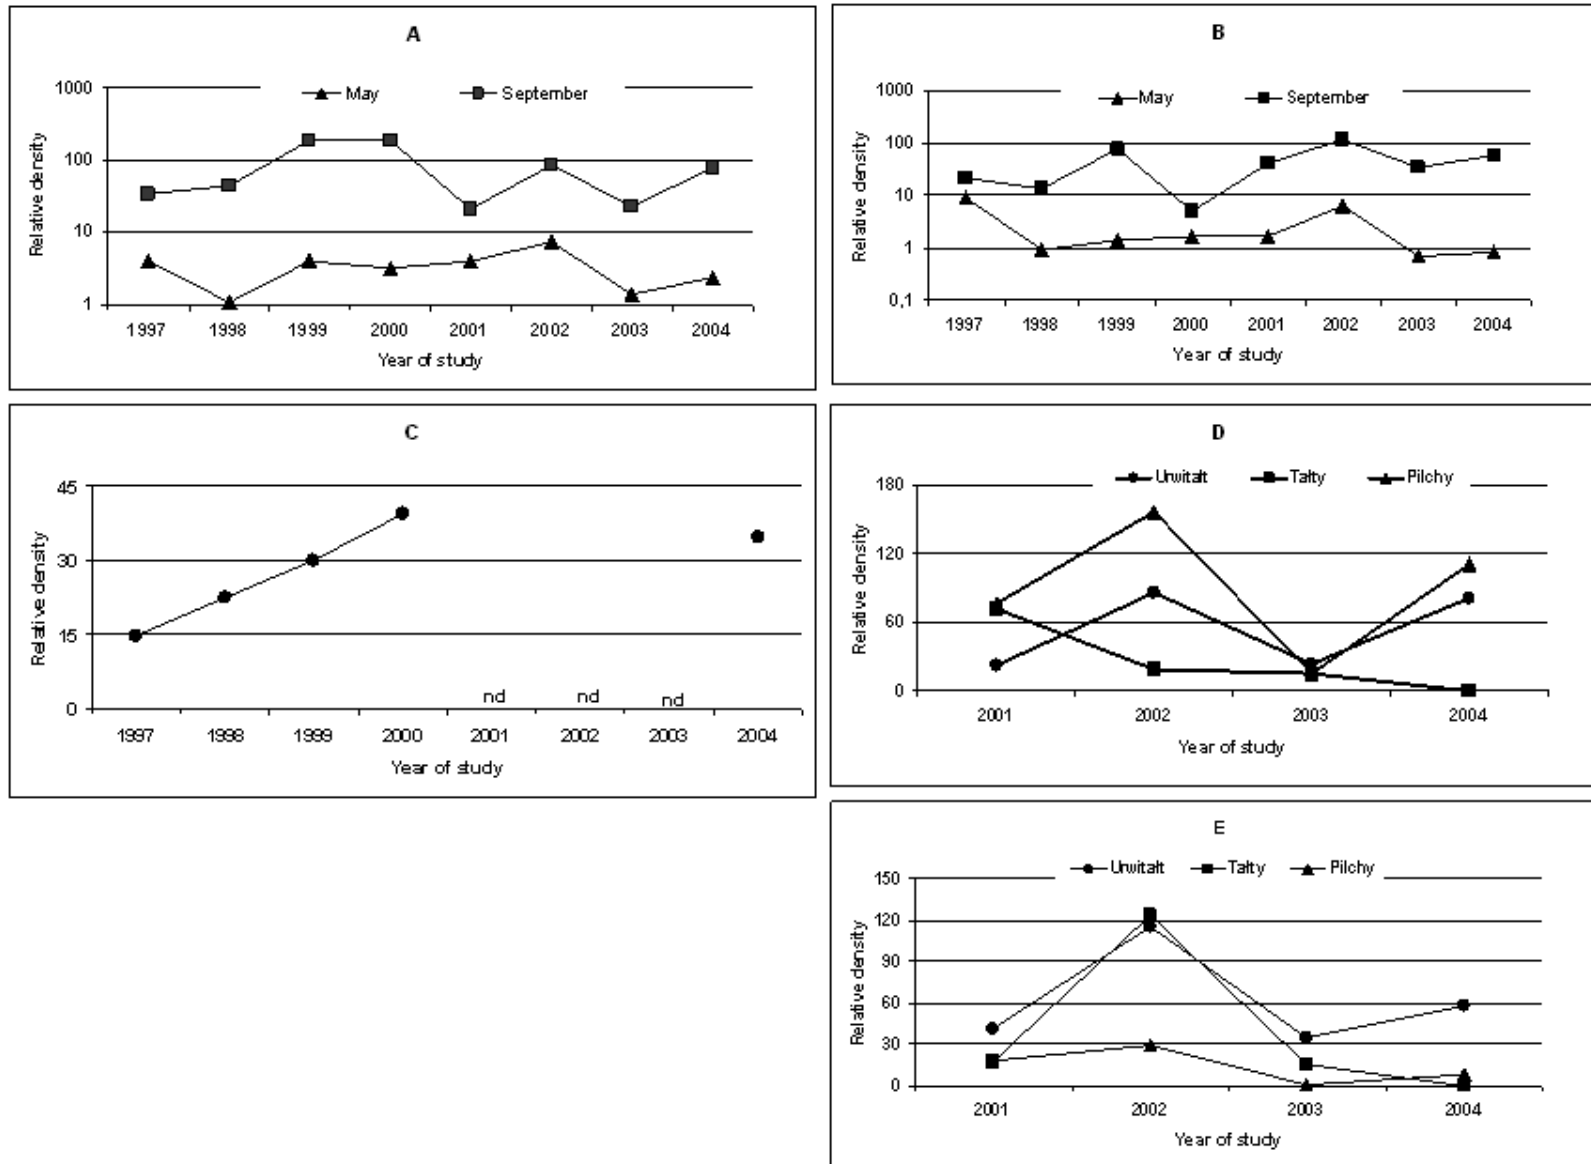 A
May September
1000
100
10
1
Relative density
1997 1998 1999 2000 2001 2002 2003 2004
Year of study
B
May September
1000
100
10
1
0,1
Relative density
1997 1998 1999 2000 2001 2002 2003 2004
Year of study
C
45
30
15
0
Relative density
nd nd nd
1997 1998 1999 2000 2001 2002 2003 2004
Year of study
D
Urwitałt Tałty Pilchy
180
120
60
0
Relative density
2001 2002 2003 2004
Year of study
E
Urwitałt Tałty Pilchy
150
120
90
60
30
0
Relative density
2001 2002 2003 2004
Year of study